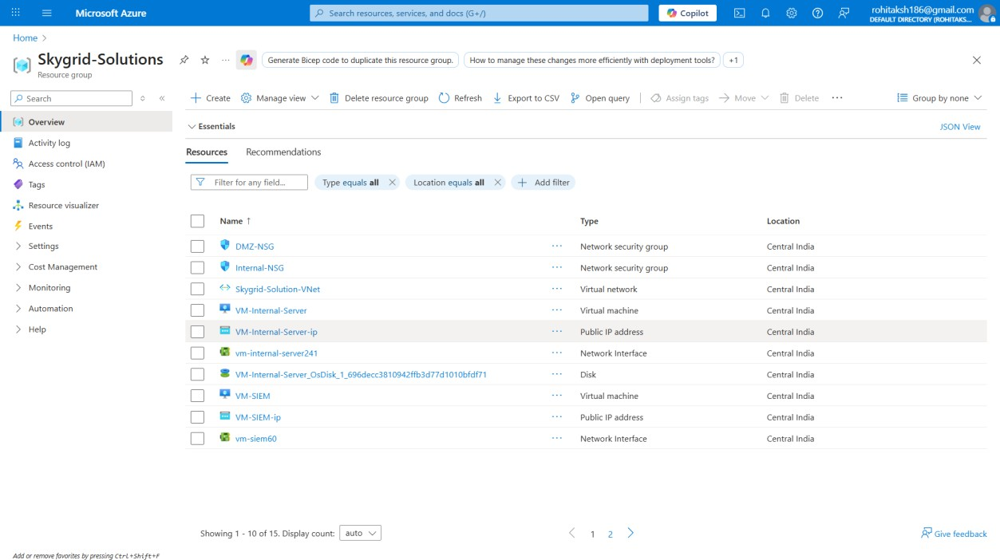 Microsoft Azure
Search resources, services, and docs (G+/)
Copilot
rohitaksh186@gmail.com
DEFAULT DIRECTORY (ROHITAKS...
Home
Skygrid-Solutions
Resource group
Generate Bicep code to duplicate this resource group.
How to manage these changes more efficiently with deployment tools?
+1
Search
Create
Manage view
Delete resource group
Refresh
Export to CSV
Open query
Assign tags
Move
Delete
Group by none
Overview
Activity log
Access control (IAM)
Tags
Resource visualizer
Events
Settings
Cost Management
Monitoring
Automation
Help
Essentials
JSON View
Resources
Recommendations
Filter for any field...
Type equals all
Location equals all
Add filter
Name ↑ Type Location
DMZ-NSG Network security group Central India
Internal-NSG Network security group Central India
Skygrid-Solution-VNet Virtual network Central India
VM-Internal-Server Virtual machine Central India
VM-Internal-Server-ip Public IP address Central India
vm-internal-server241 Network Interface Central India
VM-Internal-Server_OsDisk_1_696decc3810942ffb3d77d1010bfdf71 Disk Central India
VM-SIEM Virtual machine Central India
VM-SIEM-ip Public IP address Central India
vm-siem60 Network Interface Central India
Showing 1 - 10 of 15. Display count: auto
1 2
Give feedback
Add or remove favorites by pressing Ctrl+Shift+F